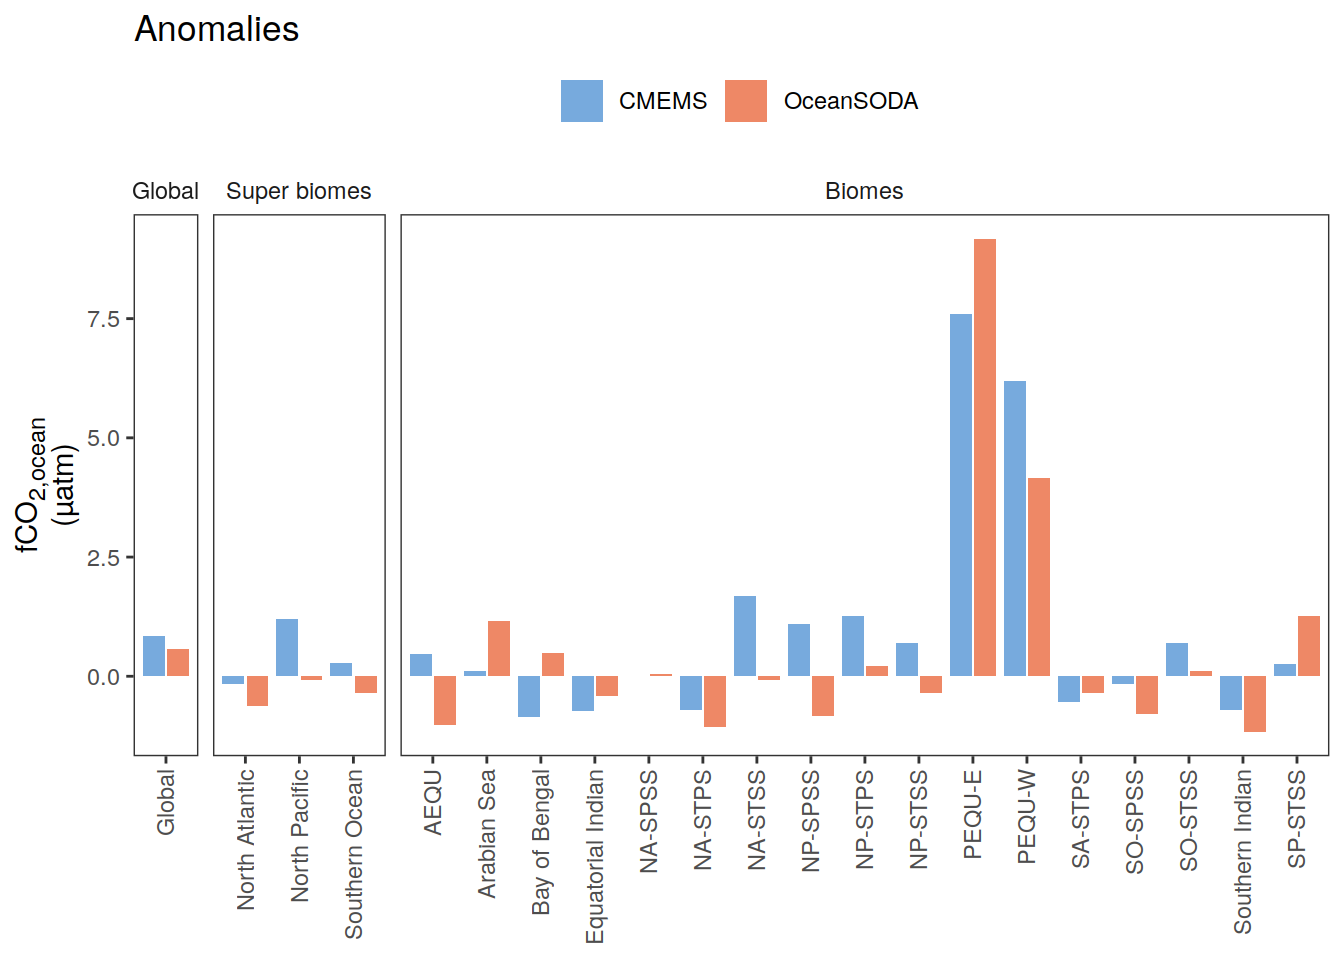 Anomalies
CMEMS OceanSODA
Global Super biomes Biomes
fCO2,ocean
(µatm)
7.5
5.0
2.5
0.0
Global
North Atlantic
North Pacific
Southern Ocean
AEQU
Arabian Sea
Bay of Bengal
Equatorial Indian
NA-SPSS
NA-STPS
NA-STSS
NP-SPSS
NP-STPS
NP-STSS
PEQU-E
PEQU-W
SA-STPS
SO-SPSS
SO-STSS
Southern Indian
SP-STSS